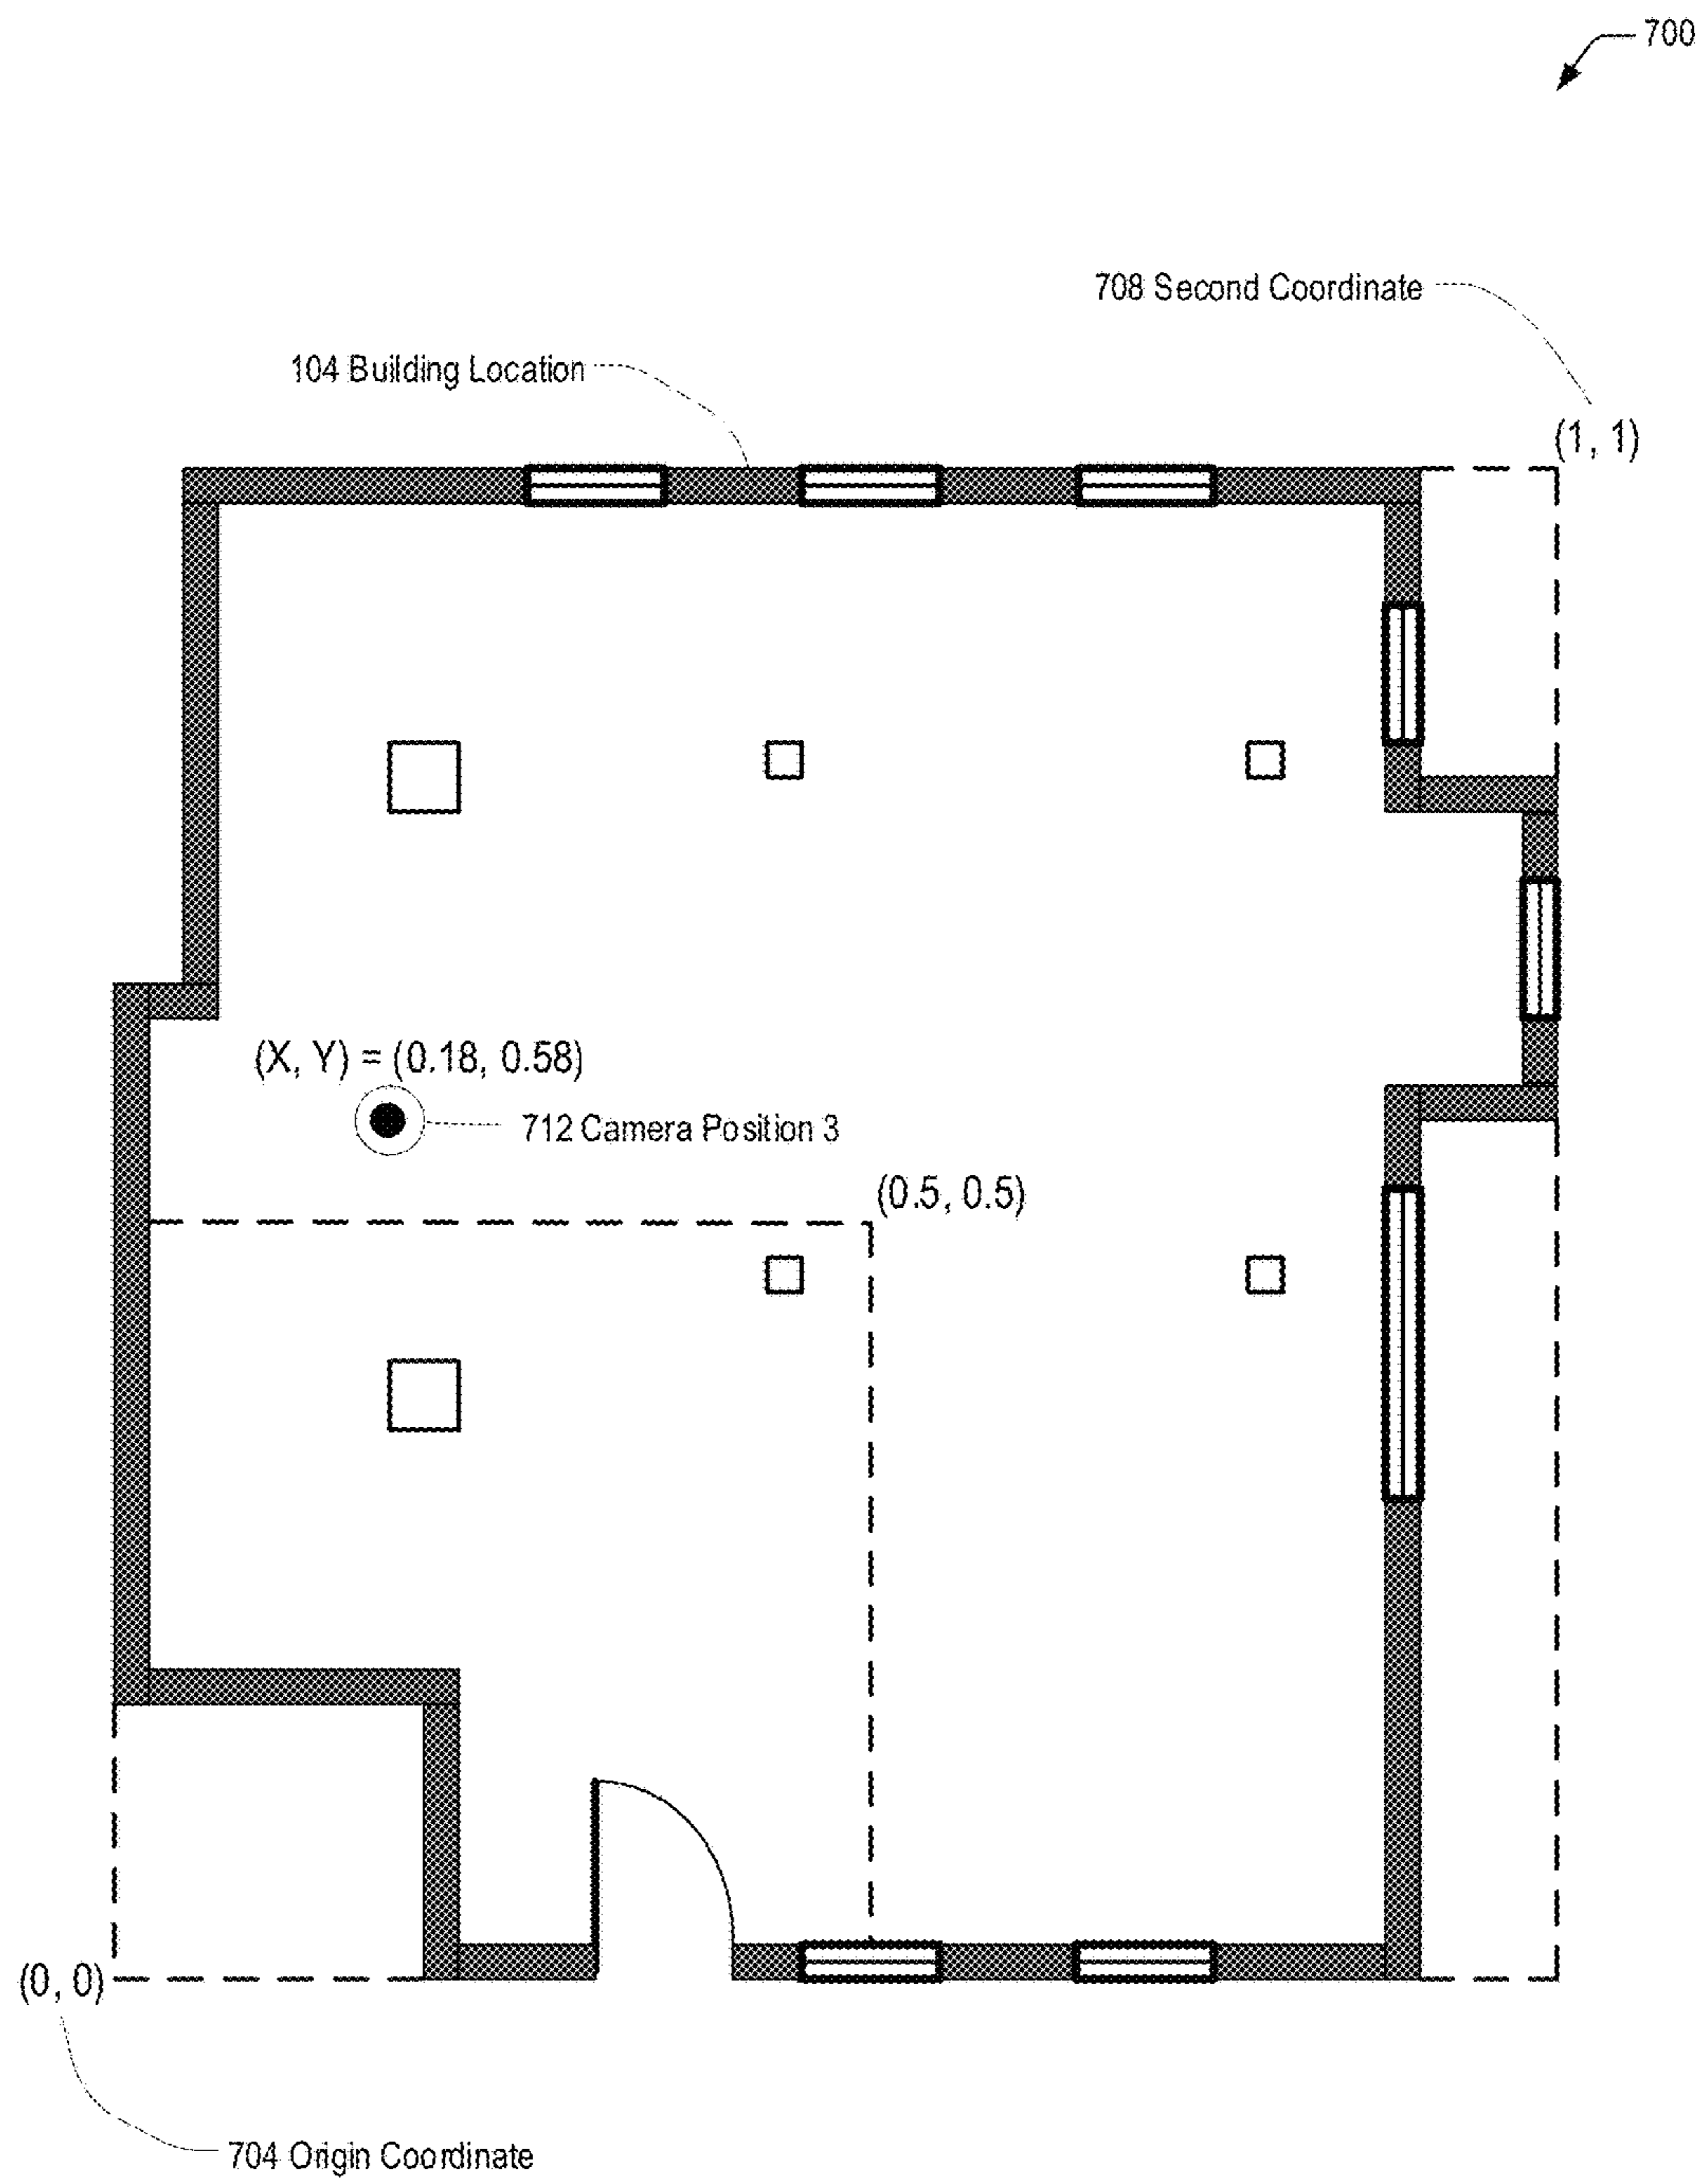 700
708 Second Coordinate
104 Building Location
(1, 1)
(X, Y) = (0.18, 0.58)
712 Camera Position 3
(0.5, 0.5)
(0, 0)
704 Origin Coordinate